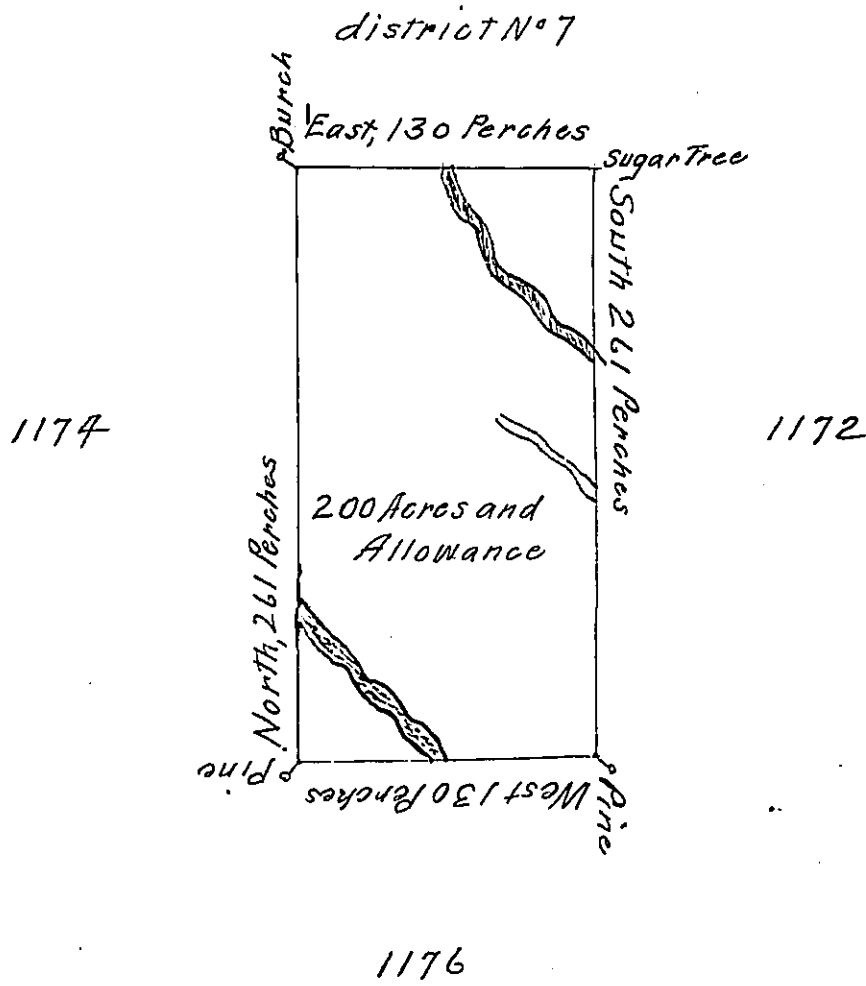 district No 7
Burch
East, 130 Perches
Sugar Tree
South 261 Perches
1174
1172
200 Acres and
Allowance
North, 261 Perches
Pine
West 130 Perches
Pine
1176